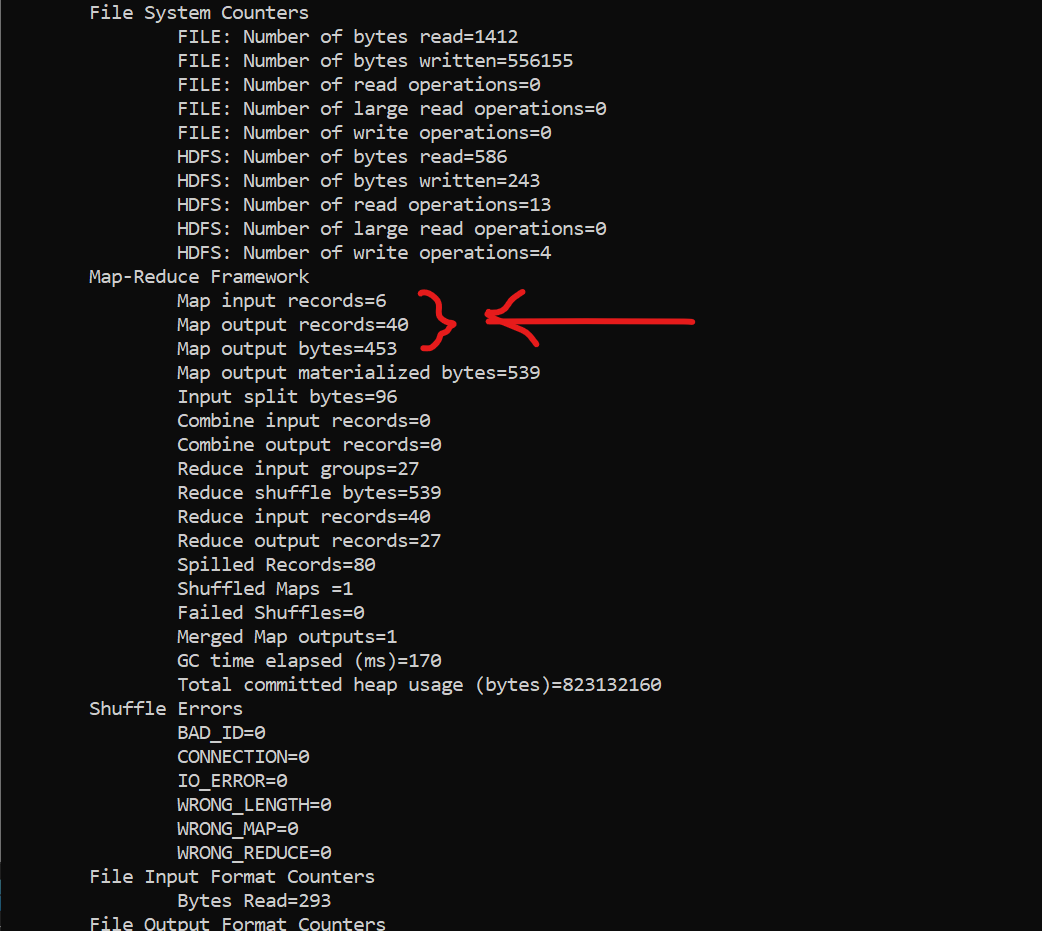 File System Counters
FILE: Number of bytes read=1412
FILE: Number of bytes written=556155
FILE: Number of read operations=0
FILE: Number of large read operations=0
FILE: Number of write operations=0
HDFS: Number of bytes read=586
HDFS: Number of bytes written=243
HDFS: Number of read operations=13
HDFS: Number of large read operations=0
HDFS: Number of write operations=4
Map-Reduce Framework
Map input records=6
Map output records=40
Map output bytes=453
Map output materialized bytes=539
Input split bytes=96
Combine input records=0
Combine output records=0
Reduce input groups=27
Reduce shuffle bytes=539
Reduce input records=40
Reduce output records=27
Spilled Records=80
Shuffled Maps =1
Failed Shuffles=0
Merged Map outputs=1
GC time elapsed (ms)=170
Total committed heap usage (bytes)=823132160
Shuffle Errors
BAD_ID=0
CONNECTION=0
IO_ERROR=0
WRONG_LENGTH=0
WRONG_MAP=0
WRONG_REDUCE=0
File Input Format Counters
Bytes Read=293
File Output Format Counters